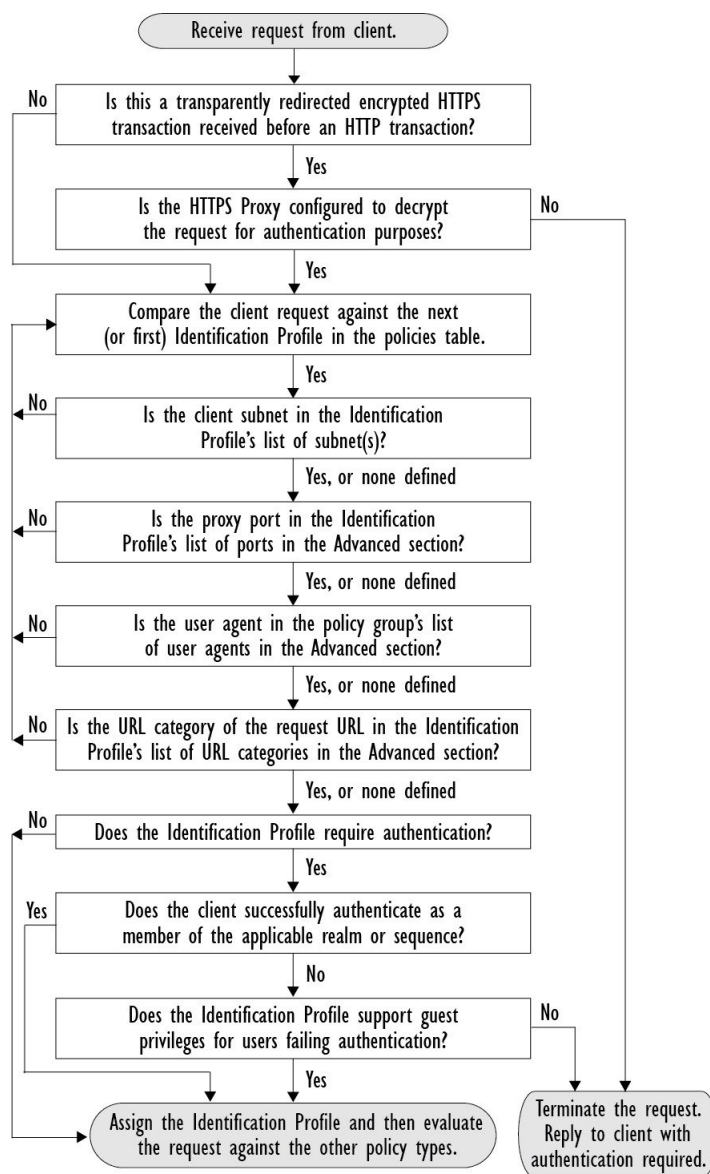 Receive request from client.
No
Is this a transparently redirected encrypted HTTPS
transaction received before an HTTP transaction?
Yes
Is the HTTPS Proxy configured to decrypt
the request for authentication purposes?
No
Yes
Compare the client request against the next
(or first) Identification Profile in the policies table.
Yes
No
Is the client subnet in the Identification
Profile's list of subnet(s)?
Yes, or none defined
No
Is the proxy port in the Identification
Profile's list of ports in the Advanced section?
Yes, or none defined
No
Is the user agent in the policy group's list
of user agents in the Advanced section?
Yes, or none defined
No
Is the URL category of the request URL in the Identification
Profile's list of URL categories in the Advanced section?
Yes, or none defined
No
Does the Identification Profile require authentication?
Yes
Yes
Does the client successfully authenticate as a
member of the applicable realm or sequence?
No
Does the Identification Profile support guest
privileges for users failing authentication?
No
Yes
Assign the Identification Profile and then evaluate
the request against the other policy types.
Terminate the request.
Reply to client with
authentication required.